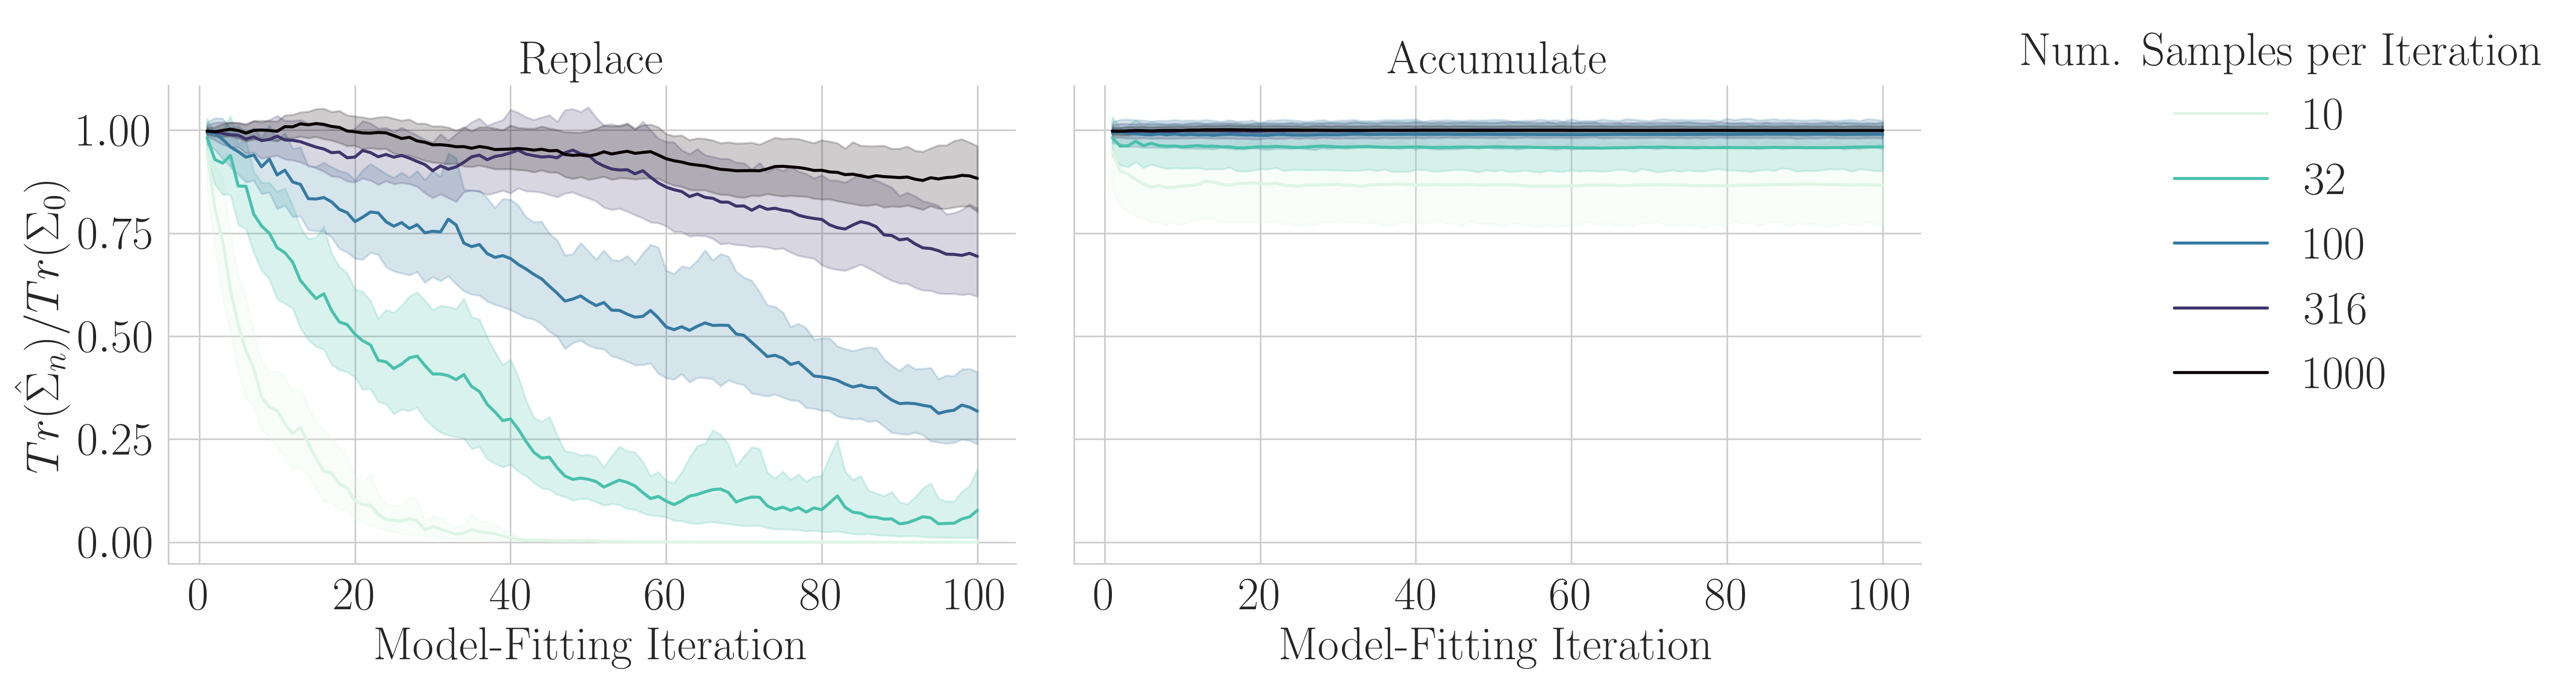 Replace
Accumulate
Num. Samples per Iteration
10
32
100
316
1000
Tr(Σ̂ₙ)/Tr(Σ₀)
1.00
0.75
0.50
0.25
0.00
0 20 40 60 80 100
0 20 40 60 80 100
Model-Fitting Iteration
Model-Fitting Iteration